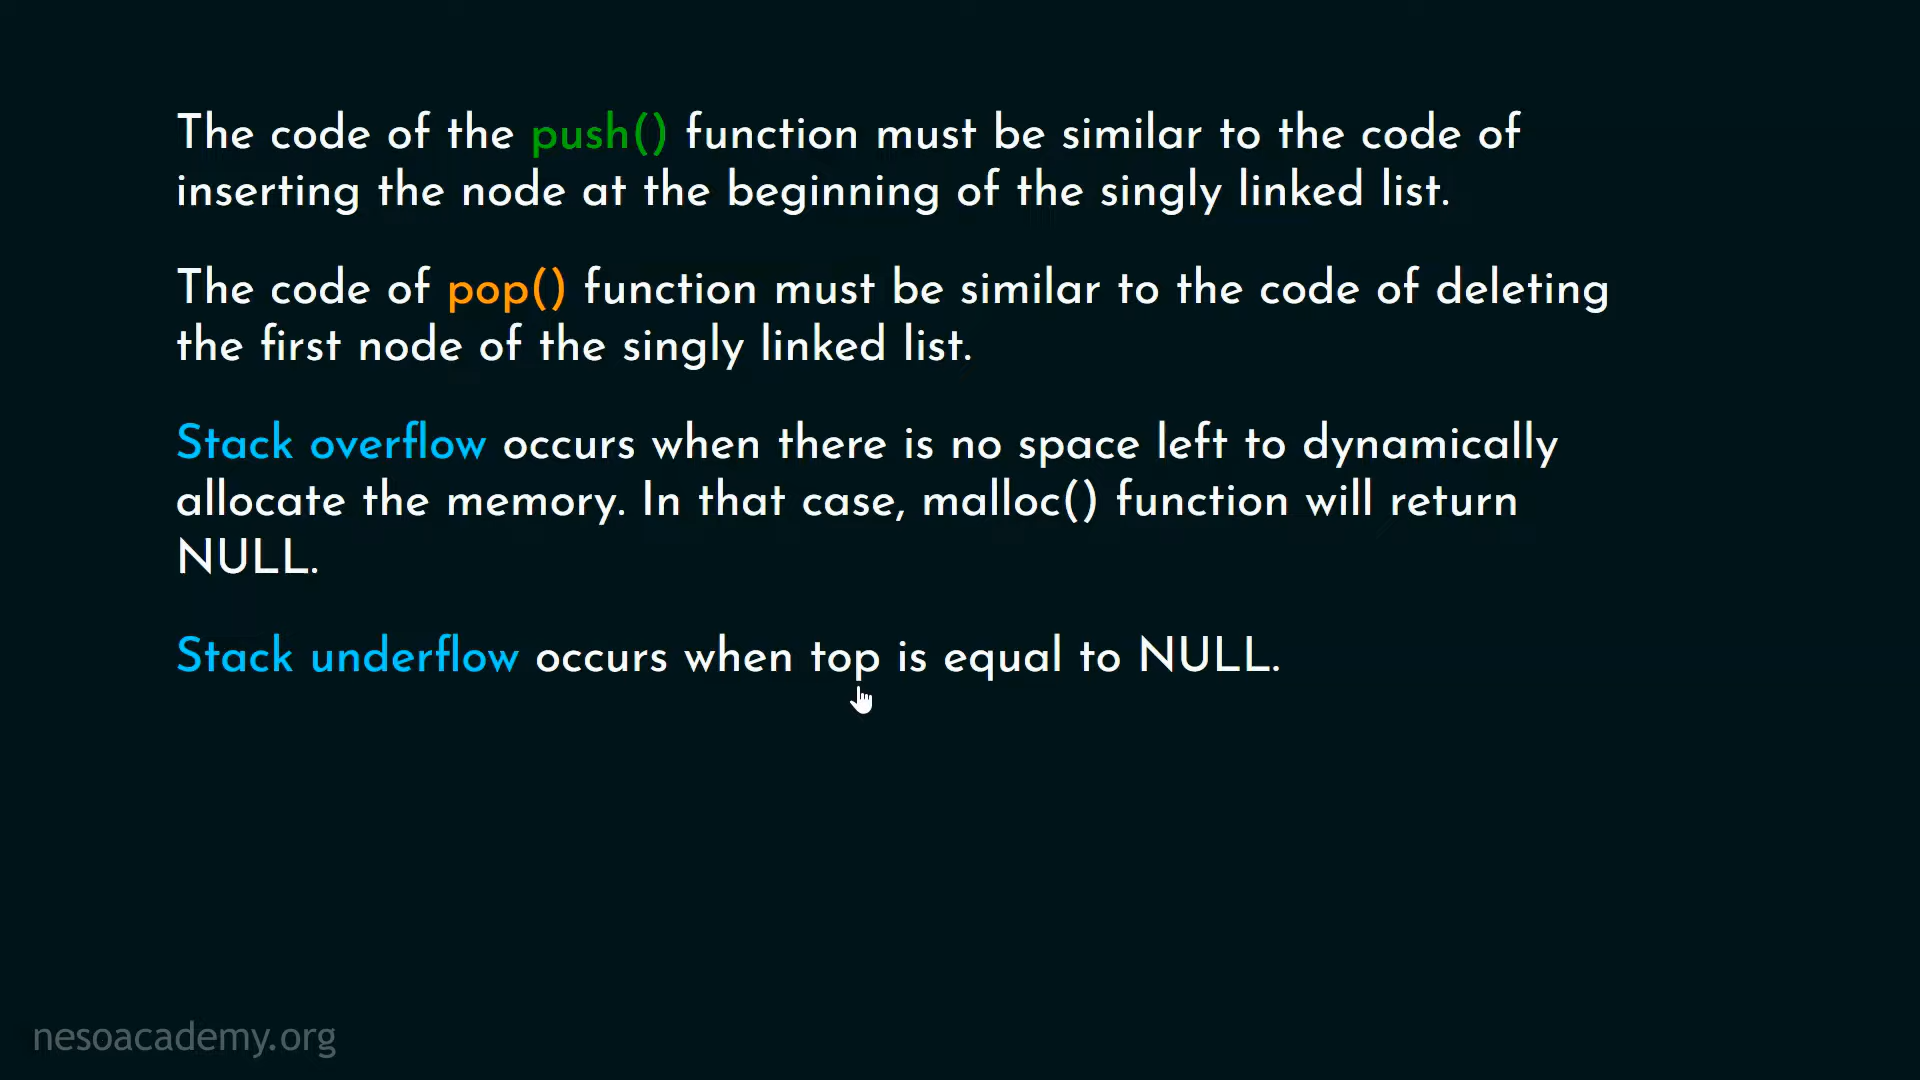 The code of the push() function must be similar to the code of
inserting the node at the beginning of the singly linked list.
The code of pop() function must be similar to the code of deleting
the first node of the singly linked list.
Stack overflow occurs when there is no space left to dynamically
allocate the memory. In that case, malloc() function will return
NULL.
Stack underflow occurs when top is equal to NULL.
nesoacademy.org